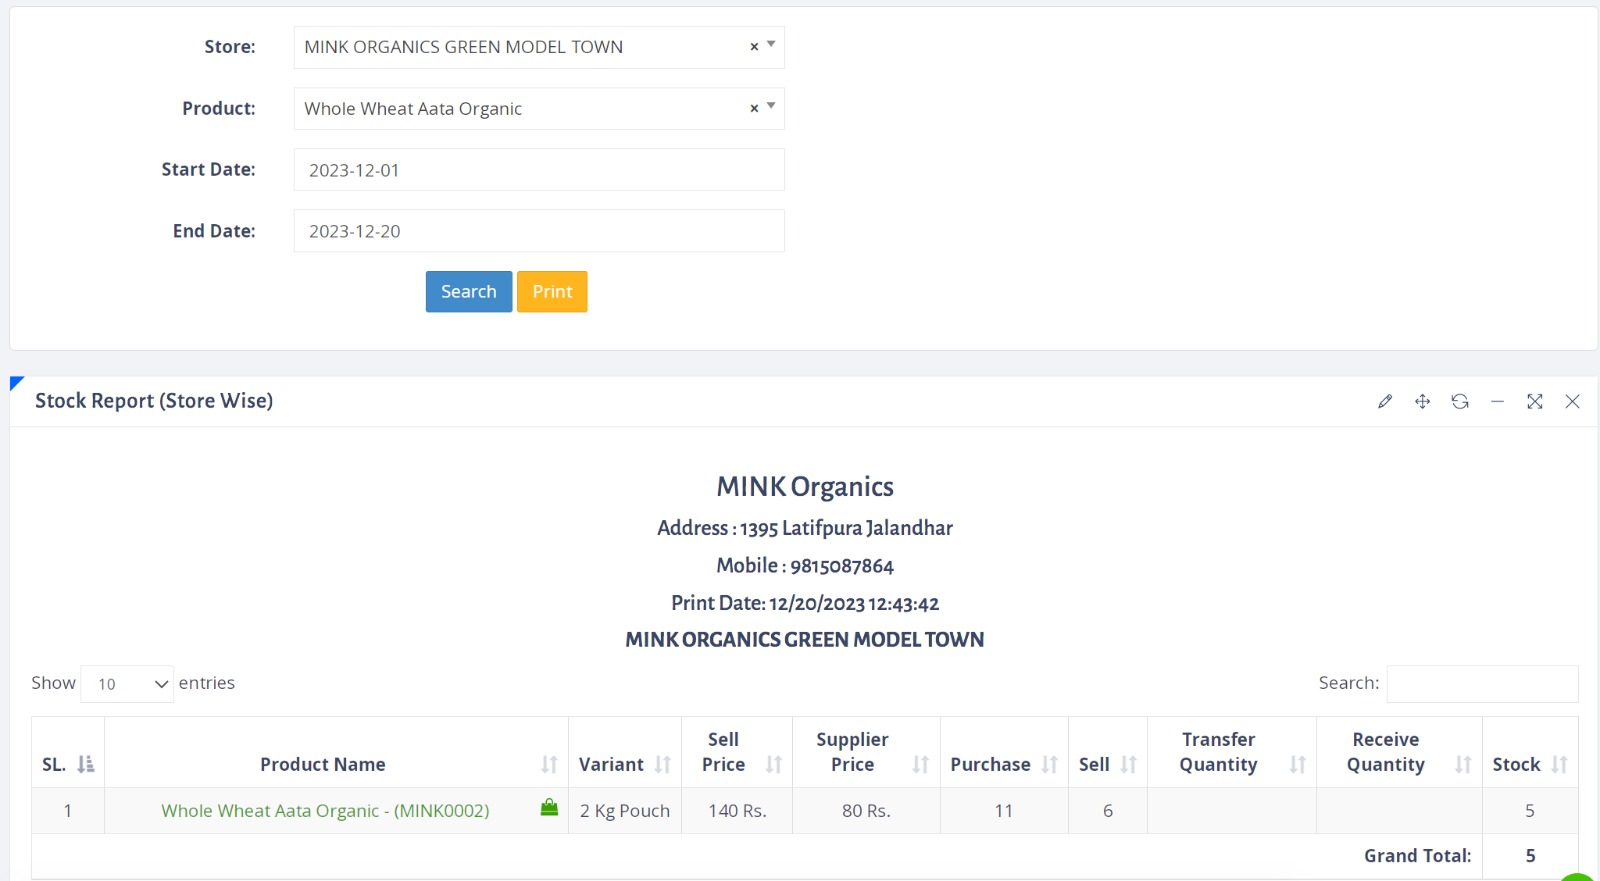 Store: MINK ORGANICS GREEN MODEL TOWN × 
Product: Whole Wheat Aata Organic ×
Start Date: 2023-12-01
End Date: 2023-12-20
Search Print
Stock Report (Store Wise)
MINK Organics
Address : 1395 Latifpura Jalandhar
Mobile : 9815087864
Print Date: 12/20/2023 12:43:42
MINK ORGANICS GREEN MODEL TOWN
Show 10 entries Search:
SL. Product Name Variant Sell Price Supplier Price Purchase Sell Transfer Quantity Receive Quantity Stock
1 Whole Wheat Aata Organic - (MINK0002) 2 Kg Pouch 140 Rs. 80 Rs. 11 6 5
Grand Total: 5